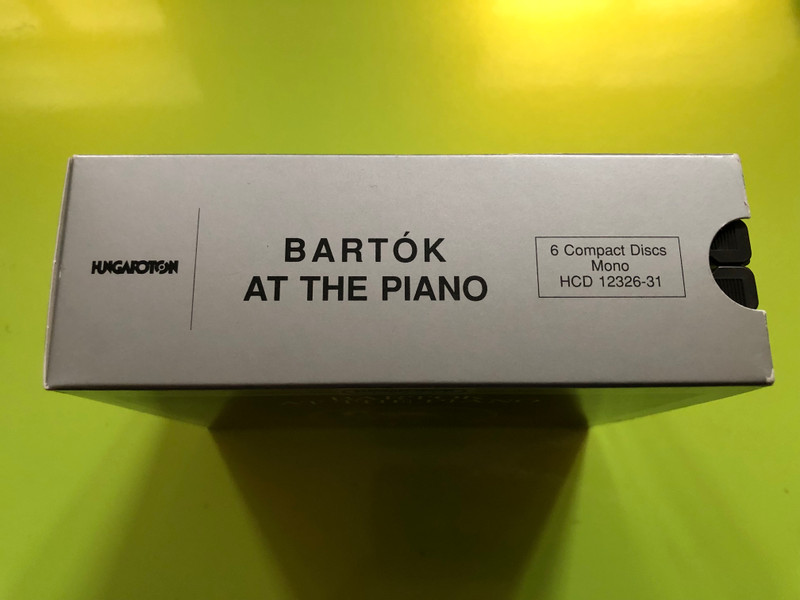 HUNGAROTON
BARTÓK
AT THE PIANO
6 Compact Discs
Mono
HCD 12326-31